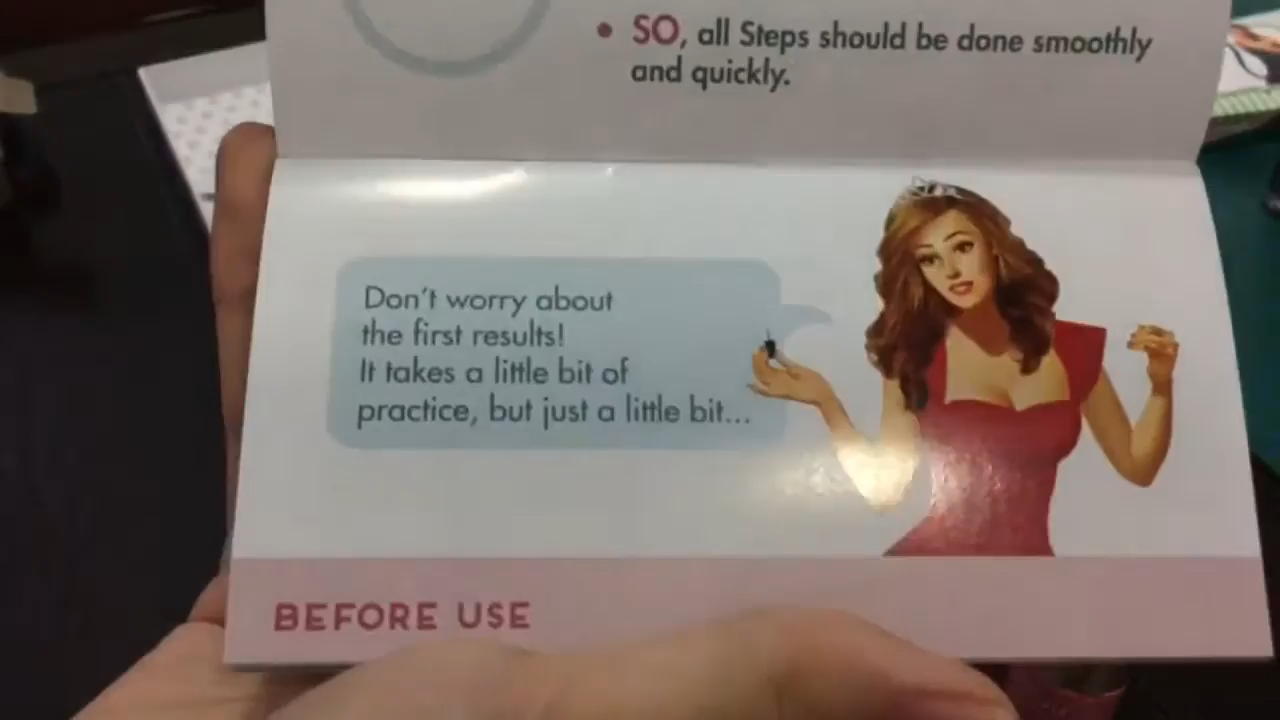 • SO, all Steps should be done smoothly
and quickly.
Don't worry about
the first results!
It takes a little bit of
practice, but just a little bit...
BEFORE USE